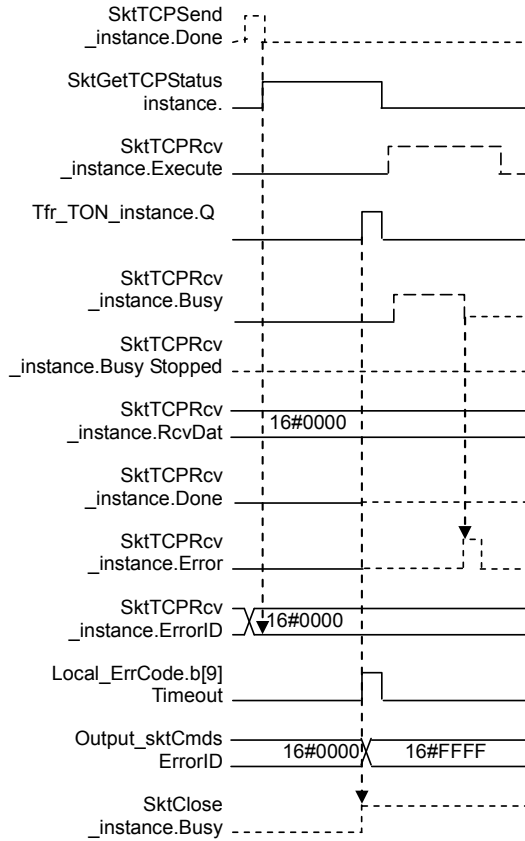 SktTCPSend
_instance.Done
SktGetTCPStatus
instance.
SktTCPRcv
_instance.Execute
Tfr_TON_instance.Q
SktTCPRcv
_instance.Busy
SktTCPRcv
_instance.Busy Stopped
SktTCPRcv
_instance.RcvDat
16#0000
SktTCPRcv
_instance.Done
SktTCPRcv
_instance.Error
SktTCPRcv
_instance.ErrorID
16#0000
Local_ErrCode.b[9]
Timeout
Output_sktCmds
ErrorID
16#0000
16#FFFF
SktClose
_instance.Busy